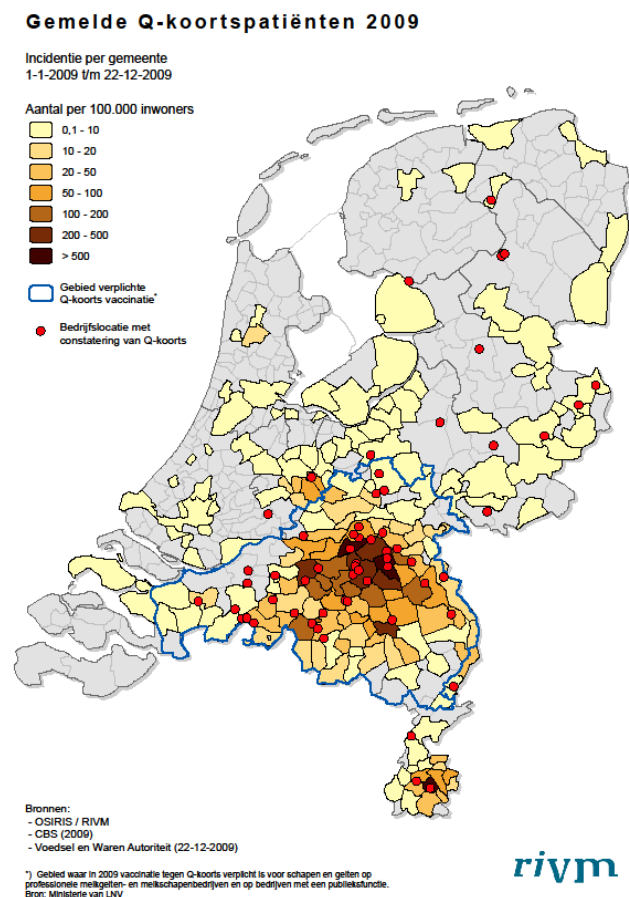 Gemelde Q-koortspatiënten 2009
Incidentie per gemeente
1-1-2009 t/m 22-12-2009
Aantal per 100.000 inwoners
0,1 - 10
10 - 20
20 - 50
50 - 100
100 - 200
200 - 500
> 500
Gebied verplichte
Q-koorts vaccinatie*
Bedrijfslocatie met
constatering van Q-koorts
Bronnen:
- OSIRIS / RIVM
- CBS (2009)
- Voedsel en Waren Autoriteit (22-12-2009)
*) Gebied waar in 2009 vaccinatie tegen Q-koorts verplicht is voor schapen en geiten op
professionele melkgeiten- en melkschapenbedrijven en op bedrijven met een publieksfunctie.
Bron: Ministerie van LNV
rivm